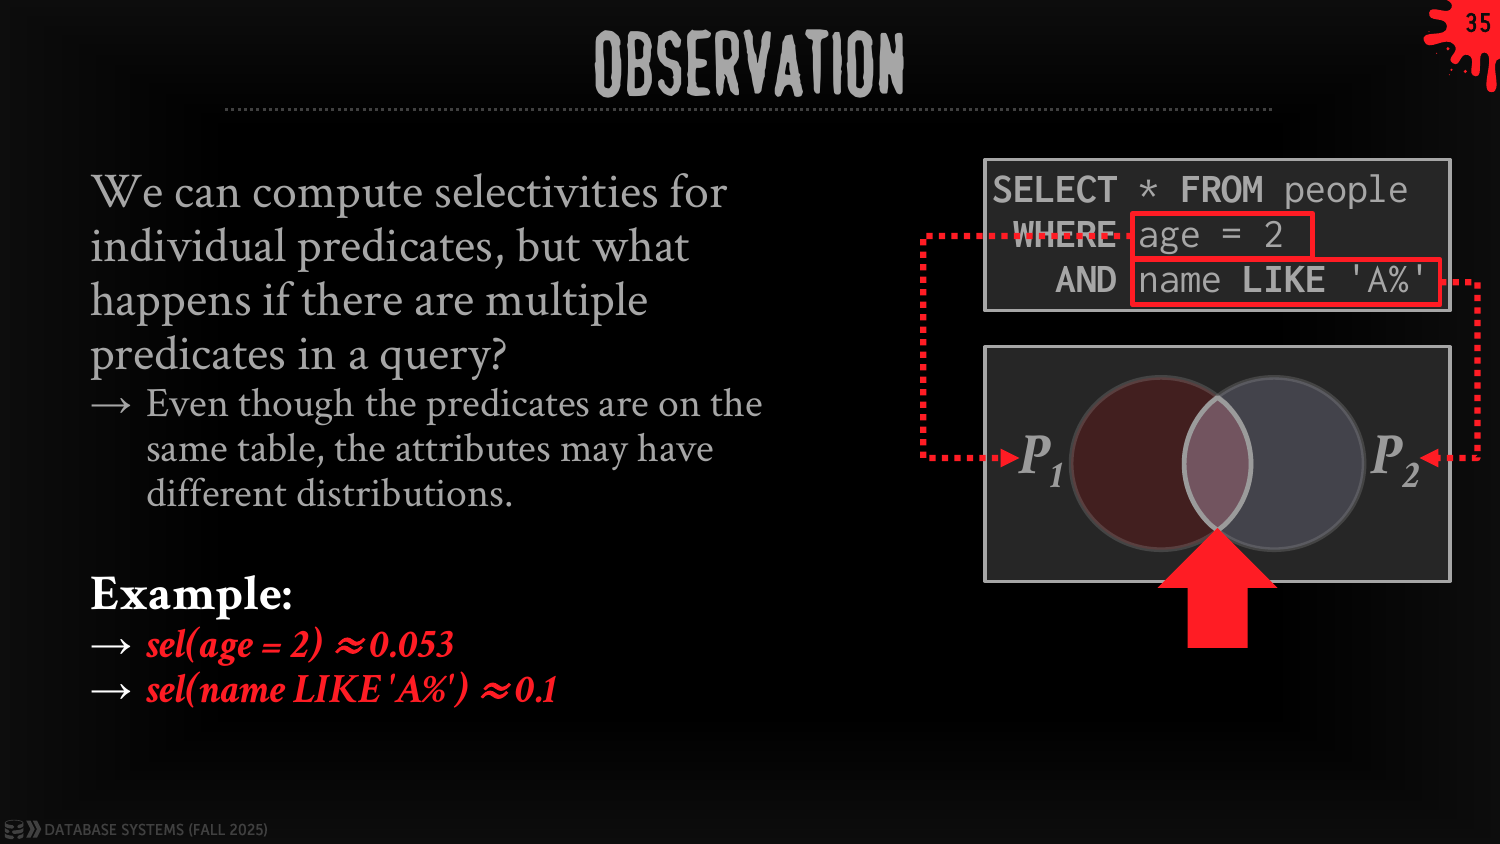 35
OBSERVATION
We can compute selectivities for
individual predicates, but what
happens if there are multiple
predicates in a query?
→ Even though the predicates are on the
same table, the attributes may have
different distributions.
Example:
→ sel(age = 2) ≈ 0.053
→ sel(name LIKE 'A%') ≈ 0.1
SELECT * FROM people
WHERE age = 2
AND name LIKE 'A%'
P1
P2
DATABASE SYSTEMS (FALL 2025)